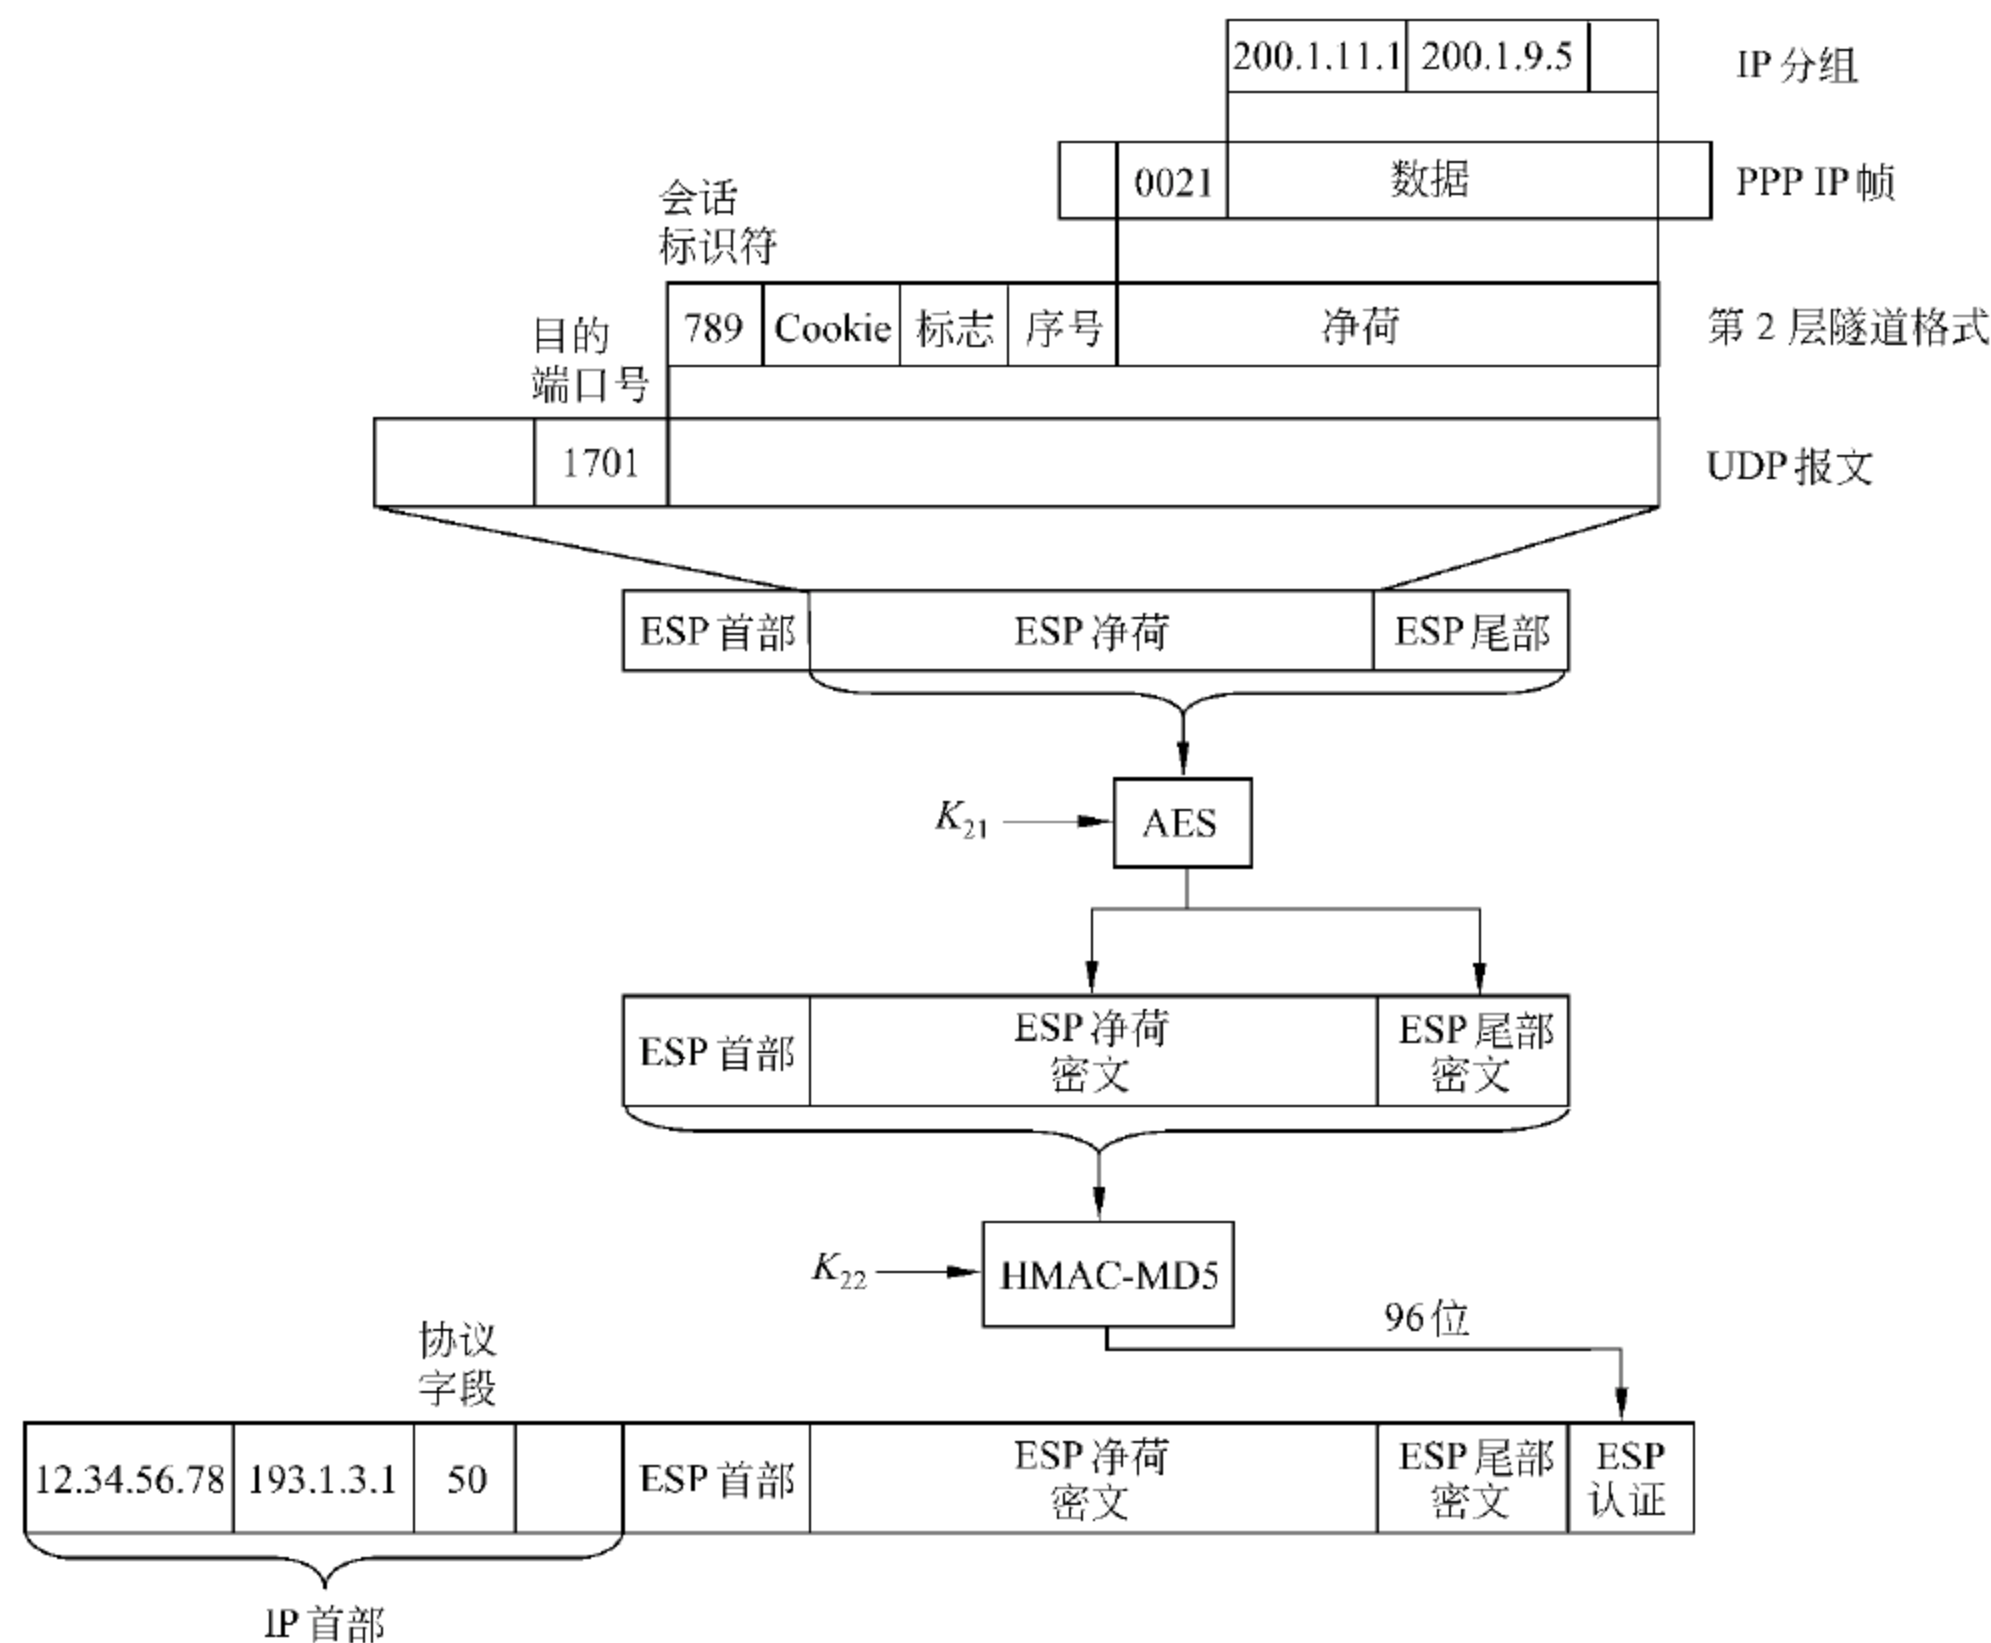 200.1.11.1 200.1.9.5 IP 分组
0021 数据 PPP IP 帧
会话
标识符
789 Cookie 标志 序号 净荷 第 2 层隧道格式
目的
端口号
1701 UDP 报文
ESP 首部 ESP 净荷 ESP 尾部
K21 AES
ESP 首部 ESP 净荷 ESP 尾部
密文 密文
K22 HMAC-MD5
96 位
协议
字段
12.34.56.78 193.1.3.1 50 ESP 首部 ESP 净荷 ESP 尾部 ESP
密文 密文 认证
IP 首部